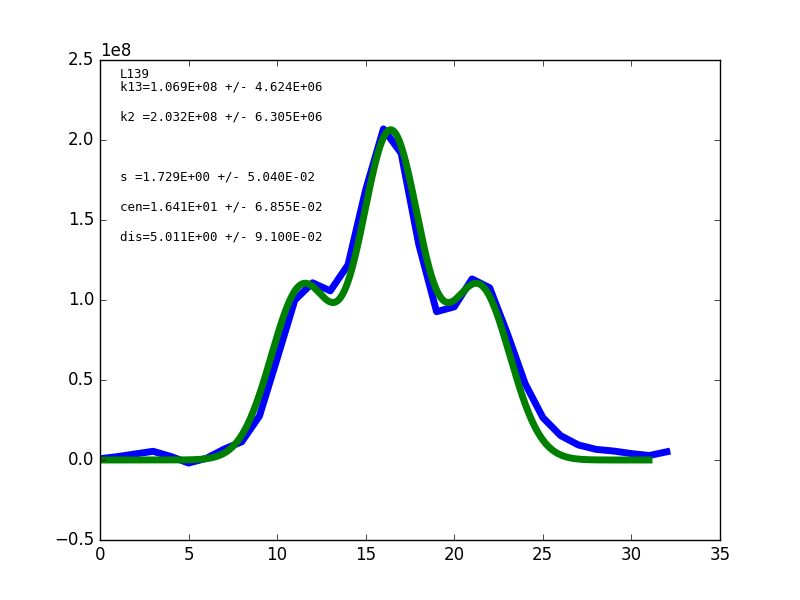 1e8
2.5
L139
k13=1.069E+08 +/- 4.624E+06
k2 =2.032E+08 +/- 6.305E+06
2.0
s =1.729E+00 +/- 5.040E-02
cen=1.641E+01 +/- 6.855E-02
1.5
dis=5.011E+00 +/- 9.100E-02
1.0
0.5
0.0
−0.5
0 5 10 15 20 25 30 35